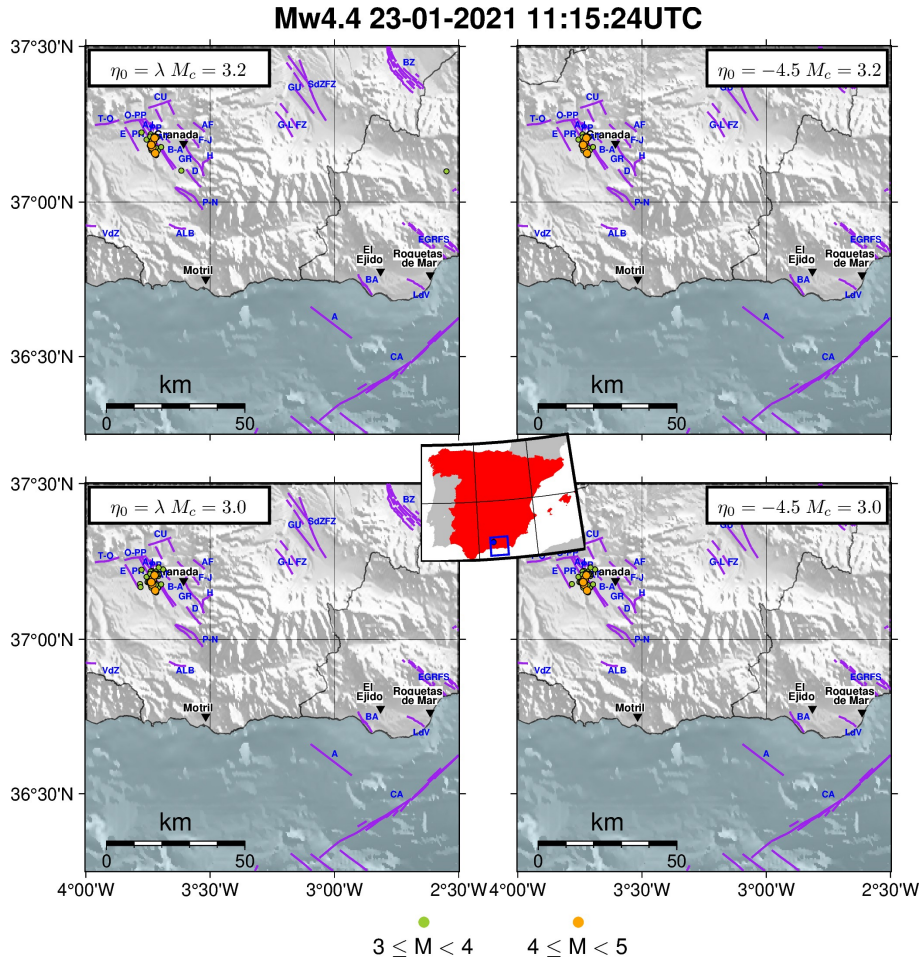 Mw4.4 23-01-2021 11:15:24UTC
37°30'N
37°00'N
36°30'N
η₀ = λ M_c = 3.2
BZ
GU
SdZFZ
CU
T-O
O-PP
G-L FZ
AF
E
PR
Granada
F-J
B-A
H
GR
D
P-N
VdZ
ALB
EGRFS
El
Ejido
Roquetas
de Mar
Motril
BA
LdV
A
CA
km
0 50
η₀ = −4.5 M_c = 3.2
GU
CU
T-O
O-PP
G-L FZ
AF
E
PR
Granada
F-J
B-A
H
GR
D
P-N
VdZ
ALB
EGRFS
El
Ejido
Roquetas
de Mar
Motril
BA
LdV
A
CA
km
0 50
37°30'N
37°00'N
36°30'N
η₀ = λ M_c = 3.0
BZ
GU
SdZFZ
CU
T-O
O-PP
G-L FZ
AF
E
PR
Granada
F-J
B-A
H
GR
D
P-N
VdZ
ALB
EGRFS
El
Ejido
Roquetas
de Mar
Motril
BA
LdV
A
CA
km
0 50
4°00'W 3°30'W 3°00'W 2°30'W
η₀ = −4.5 M_c = 3.0
GU
CU
O-PP
G-L FZ
AF
E
PR
Granada
F-J
B-A
H
GR
D
P-N
VdZ
ALB
EGRFS
El
Ejido
Roquetas
de Mar
Motril
BA
LdV
A
CA
km
0 50
4°00'W 3°30'W 3°00'W 2°30'W
3 ≤ M < 4 4 ≤ M < 5